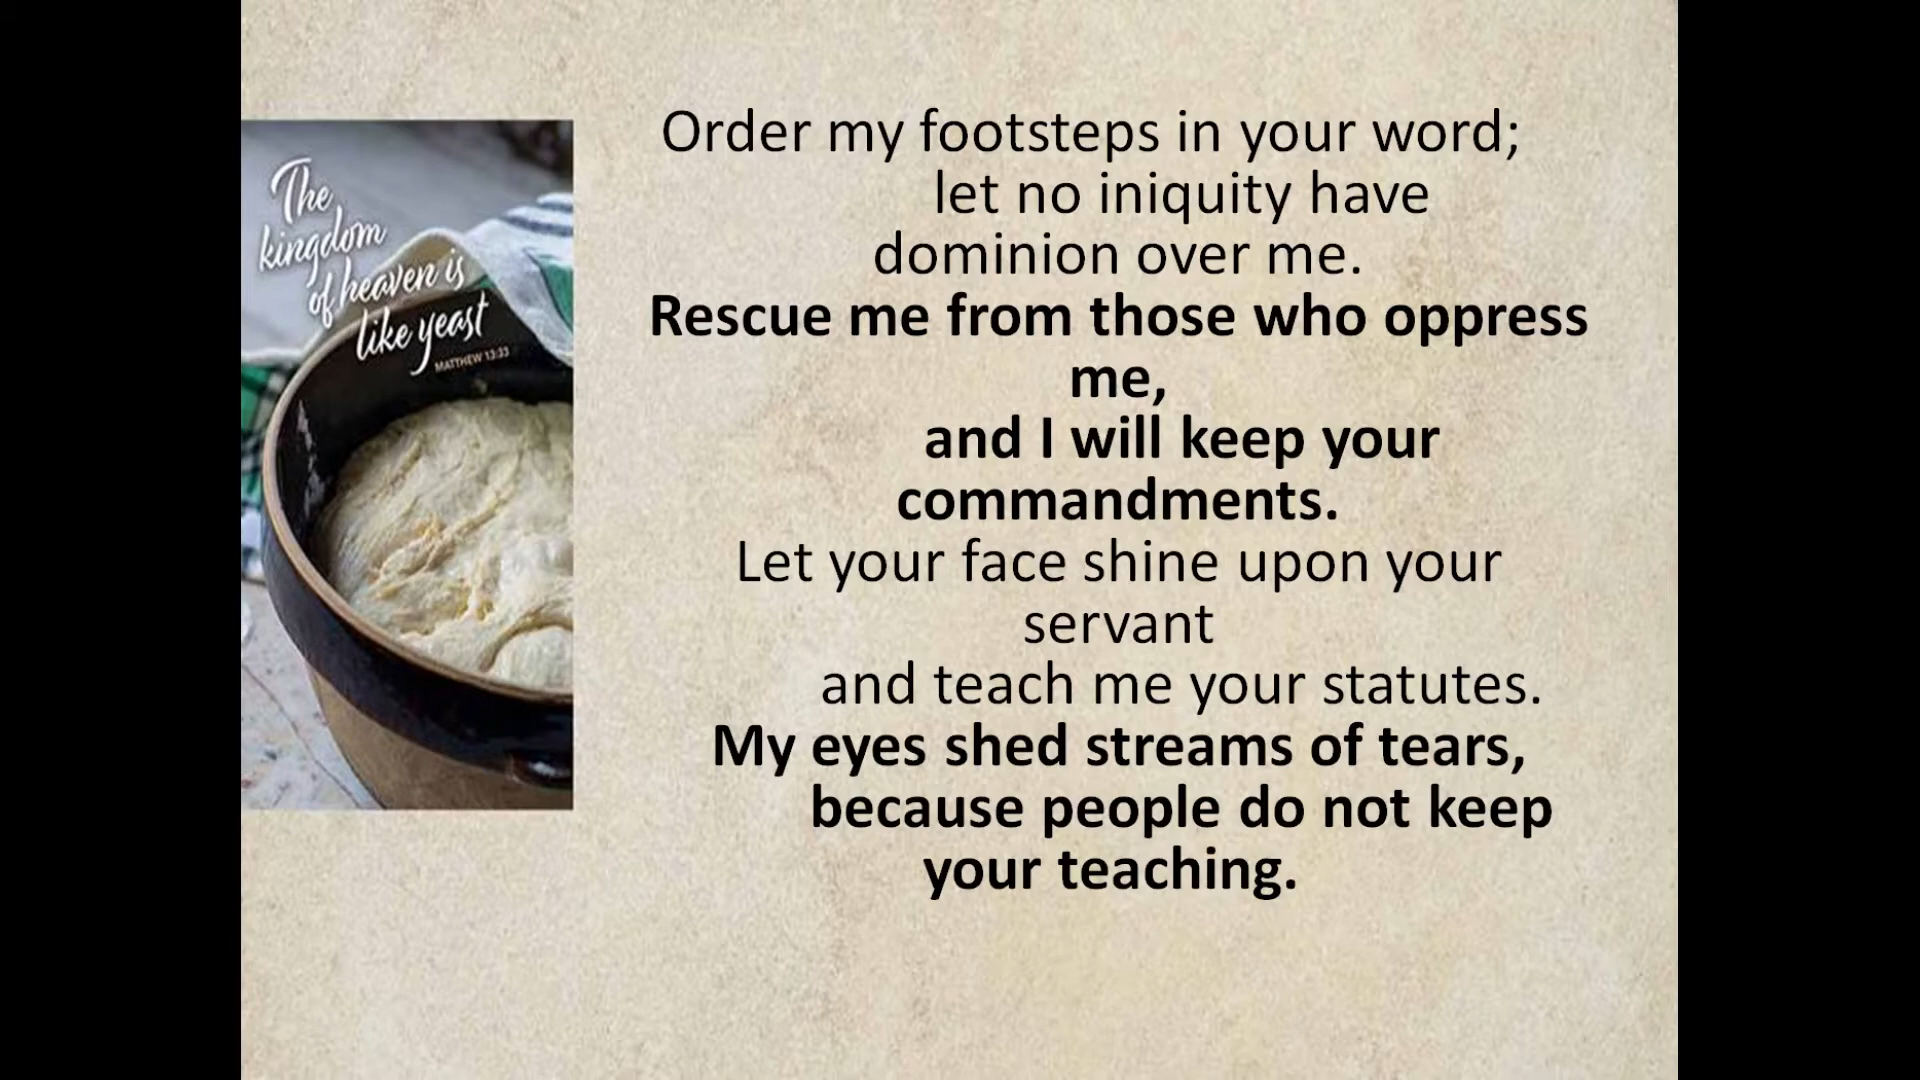 The
kingdom
of heaven is
like yeast
MATTHEW 13:33
Order my footsteps in your word;
let no iniquity have
dominion over me.
Rescue me from those who oppress
me,
and I will keep your
commandments.
Let your face shine upon your
servant
and teach me your statutes.
My eyes shed streams of tears,
because people do not keep
your teaching.